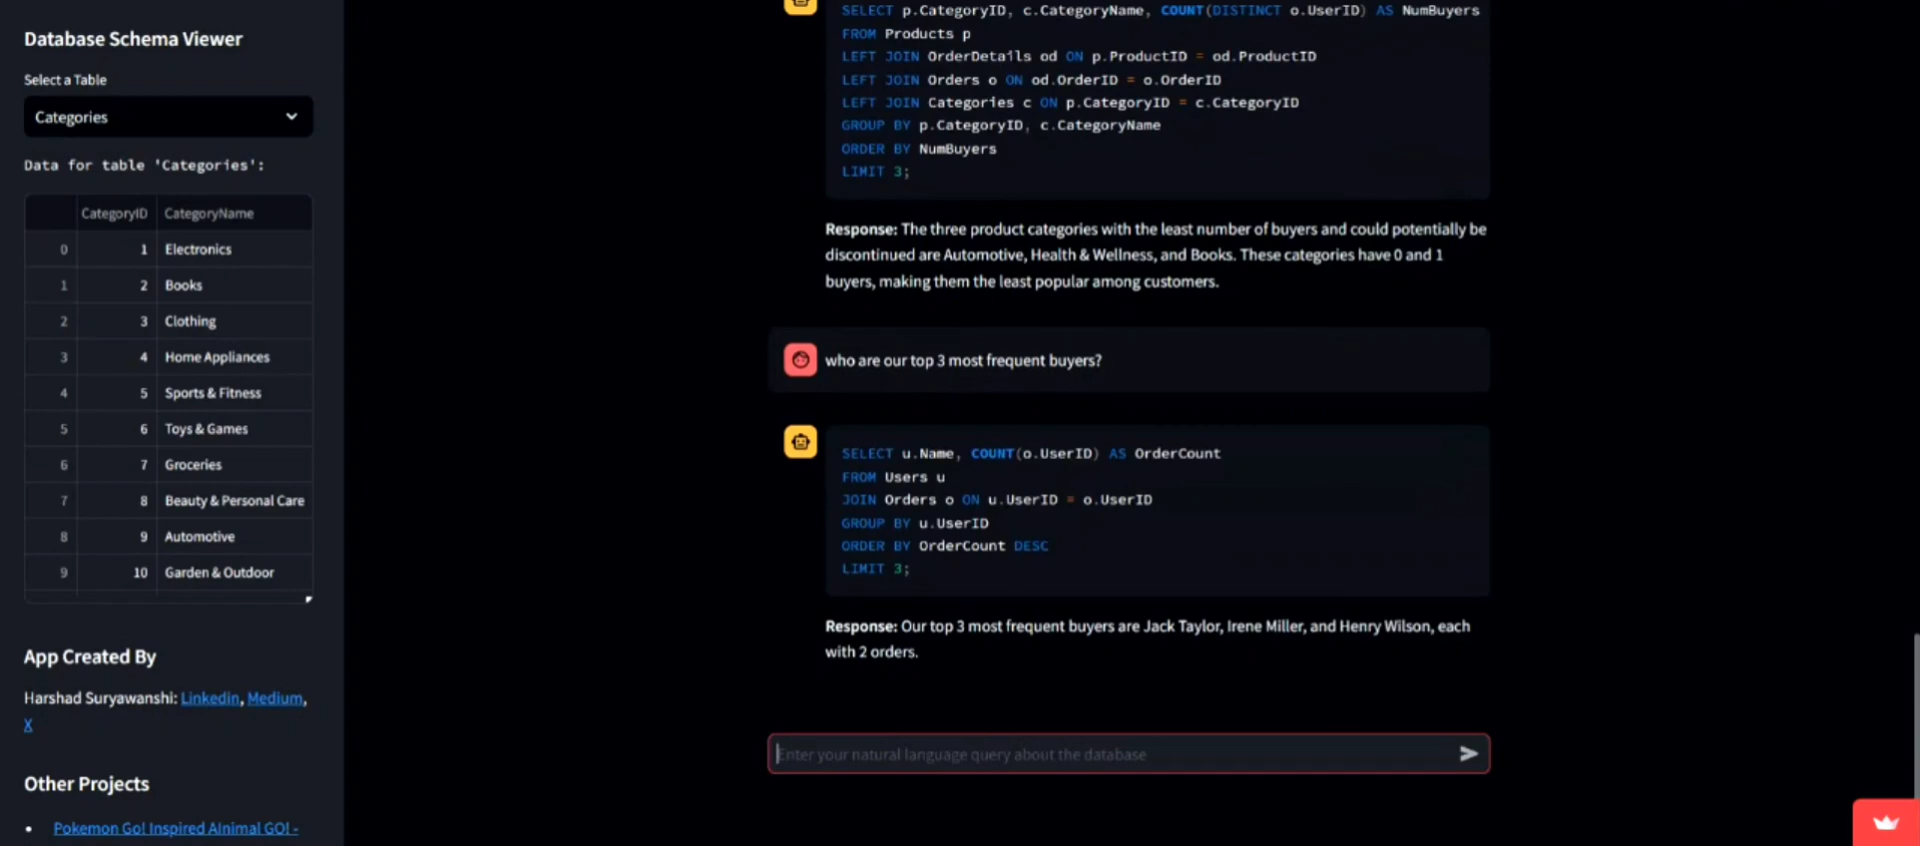 Database Schema Viewer
Select a Table
Categories
Data for table 'Categories':
CategoryID CategoryName
0 1 Electronics
1 2 Books
2 3 Clothing
3 4 Home Appliances
4 5 Sports & Fitness
5 6 Toys & Games
6 7 Groceries
7 8 Beauty & Personal Care
8 9 Automotive
9 10 Garden & Outdoor
App Created By
Harshad Suryawanshi: Linkedin, Medium,
X
Other Projects
Pokemon Go! Inspired AInimal GO! -
SELECT p.CategoryID, c.CategoryName, COUNT(DISTINCT o.UserID) AS NumBuyers
FROM Products p
LEFT JOIN OrderDetails od ON p.ProductID = od.ProductID
LEFT JOIN Orders o ON od.OrderID = o.OrderID
LEFT JOIN Categories c ON p.CategoryID = c.CategoryID
GROUP BY p.CategoryID, c.CategoryName
ORDER BY NumBuyers
LIMIT 3;
Response: The three product categories with the least number of buyers and could potentially be
discontinued are Automotive, Health & Wellness, and Books. These categories have 0 and 1
buyers, making them the least popular among customers.
who are our top 3 most frequent buyers?
SELECT u.Name, COUNT(o.UserID) AS OrderCount
FROM Users u
JOIN Orders o ON u.UserID = o.UserID
GROUP BY u.UserID
ORDER BY OrderCount DESC
LIMIT 3;
Response: Our top 3 most frequent buyers are Jack Taylor, Irene Miller, and Henry Wilson, each
with 2 orders.
Enter your natural language query about the database